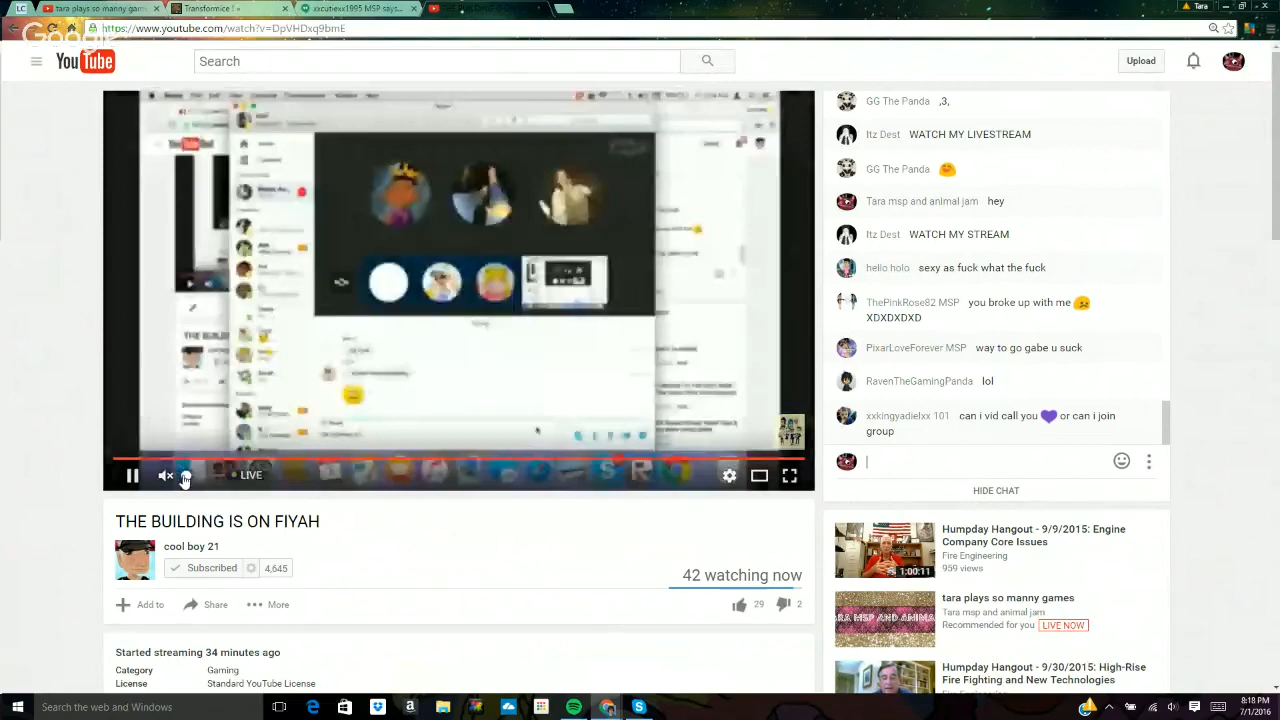 LC
tara plays so manny game
Transformice ! »
xxcutiexx1995 MSP says...
Tara
https://www.youtube.com/watch?v=DpVHDxq9bmE
Google
YouTube
Search
Upload
GG The Panda ,3,
Itz Dest WATCH MY LIVESTREAM
GG The Panda
Tara msp and animal jam hey
Itz Dest WATCH MY STREAM
hello holo sexy as fuck what the fuck
ThePinkRose82 MSP you broke up with me
XDXDXDXD
PixarLoveForever MSP way to go gabe u suck
RavenTheGamingPanda lol
xxkingyadielxx 101 can i vid call you 💜 or can i join
group
LIVE
HIDE CHAT
THE BUILDING IS ON FIYAH
cool boy 21
Subscribed 4,645
42 watching now
Add to Share More
29 2
Started streaming 34 minutes ago
Category Gaming
License Standard YouTube License
Humpday Hangout - 9/9/2015: Engine
Company Core Issues
Fire Engineering
959 views
1:00:11
tara plays so manny games
Tara msp and animal jam
Recommended for you LIVE NOW
Humpday Hangout - 9/30/2015: High-Rise
Fire Fighting and New Technologies
Fire Engineering
Search the web and Windows
8:18 PM
7/1/2016